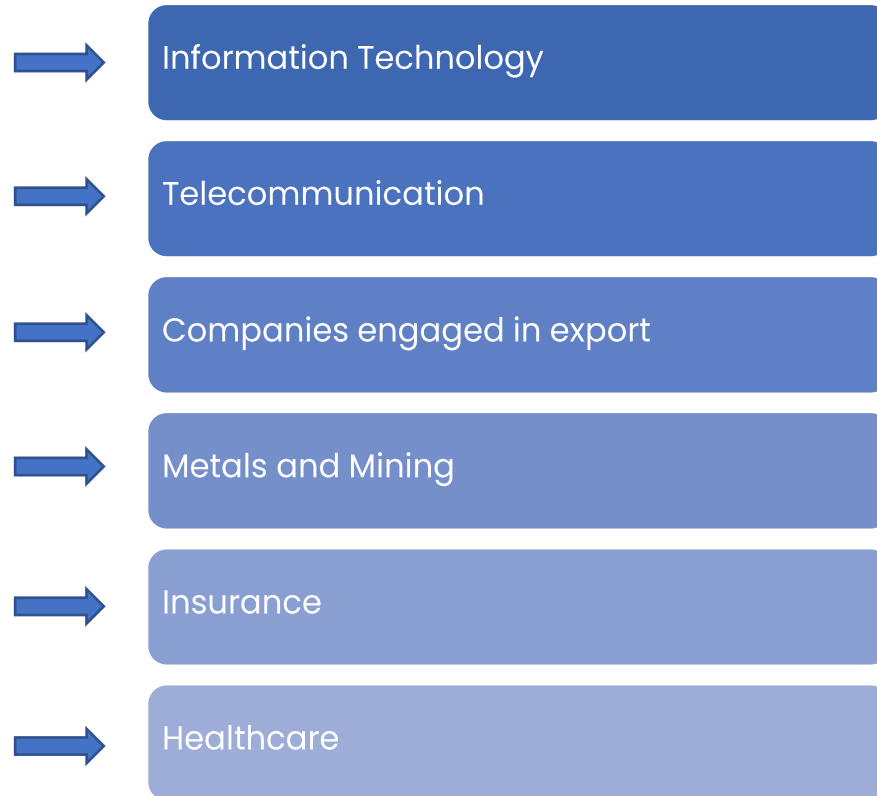 Information Technology
Telecommunication
Companies engaged in export
Metals and Mining
Insurance
Healthcare